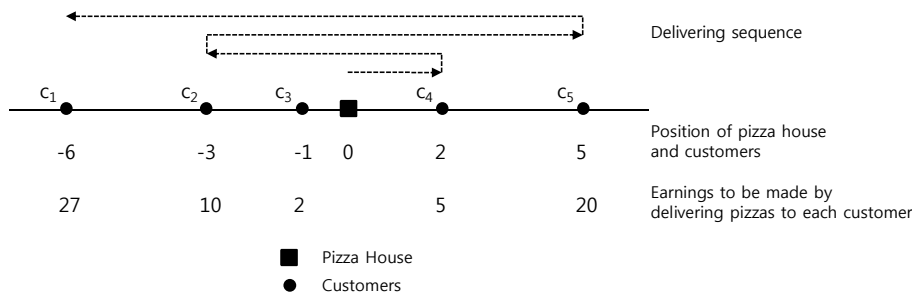 Delivering sequence
c1 c2 c3 c4 c5
-6 -3 -1 0 2 5 Position of pizza house
and customers
27 10 2 5 20 Earnings to be made by
delivering pizzas to each customer
Pizza House
Customers